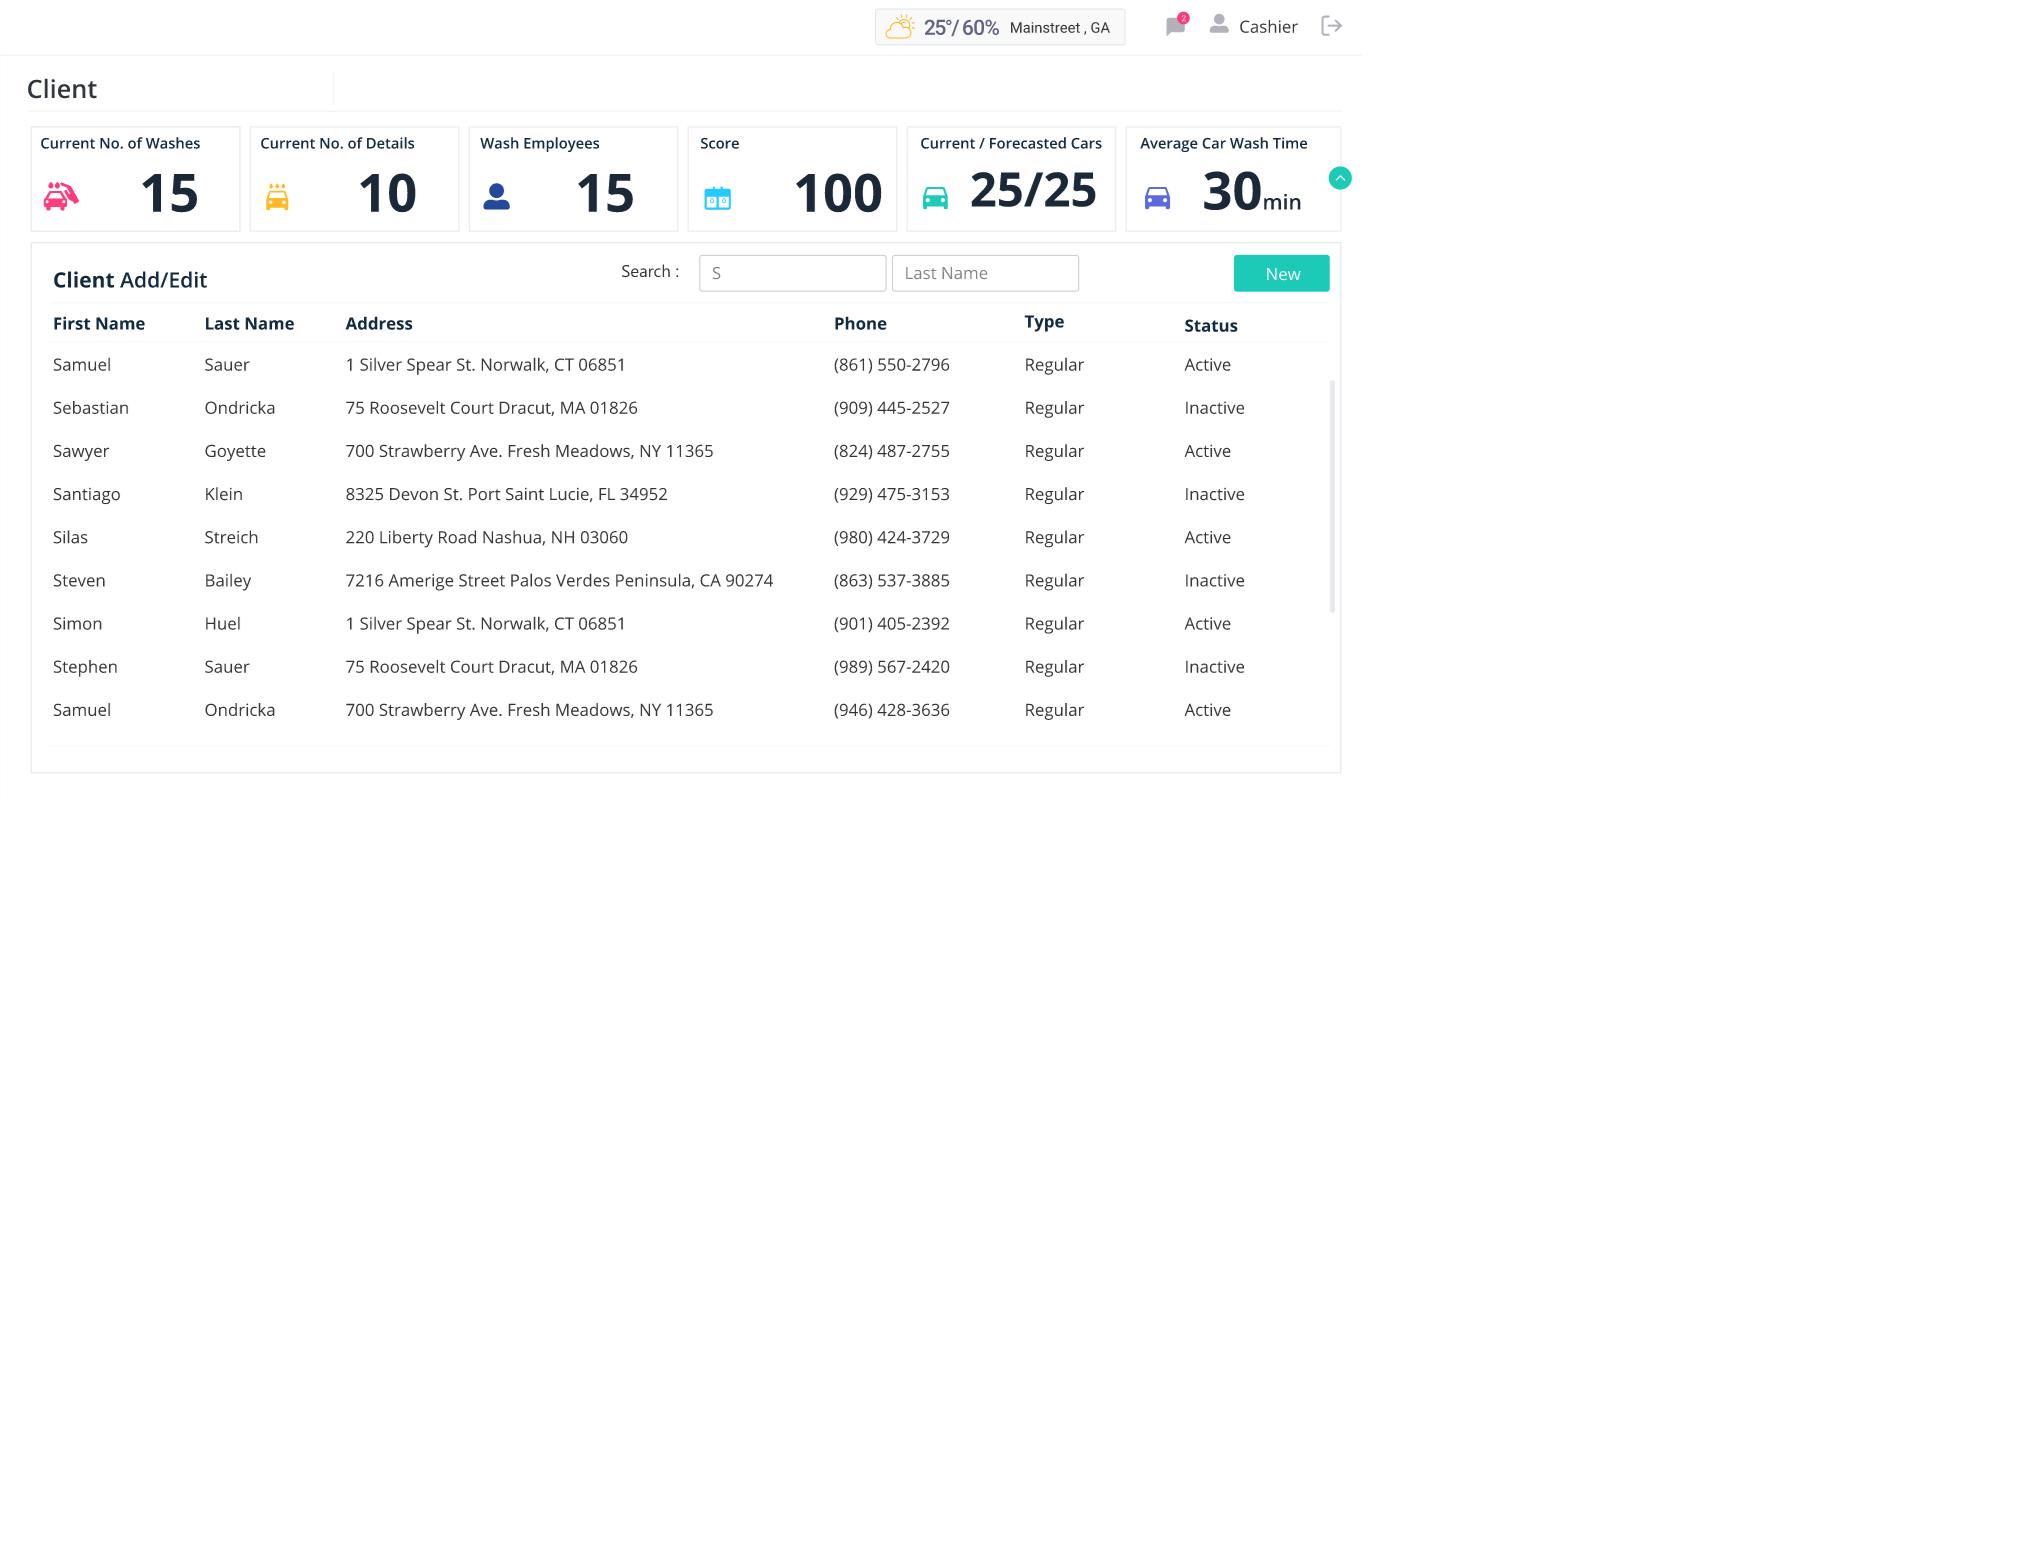 25°/ 60% Mainstreet , GA 2 Cashier
Client
Current No. of Washes Current No. of Details Wash Employees Score Current / Forecasted Cars Average Car Wash Time
15 10 15 0 0 100 25/25 30min
Client Add/Edit Search : S Last Name New
First Name Last Name Address Phone Type Status
Samuel Sauer 1 Silver Spear St. Norwalk, CT 06851 (861) 550-2796 Regular Active
Sebastian Ondricka 75 Roosevelt Court Dracut, MA 01826 (909) 445-2527 Regular Inactive
Sawyer Goyette 700 Strawberry Ave. Fresh Meadows, NY 11365 (824) 487-2755 Regular Active
Santiago Klein 8325 Devon St. Port Saint Lucie, FL 34952 (929) 475-3153 Regular Inactive
Silas Streich 220 Liberty Road Nashua, NH 03060 (980) 424-3729 Regular Active
Steven Bailey 7216 Amerige Street Palos Verdes Peninsula, CA 90274 (863) 537-3885 Regular Inactive
Simon Huel 1 Silver Spear St. Norwalk, CT 06851 (901) 405-2392 Regular Active
Stephen Sauer 75 Roosevelt Court Dracut, MA 01826 (989) 567-2420 Regular Inactive
Samuel Ondricka 700 Strawberry Ave. Fresh Meadows, NY 11365 (946) 428-3636 Regular Active